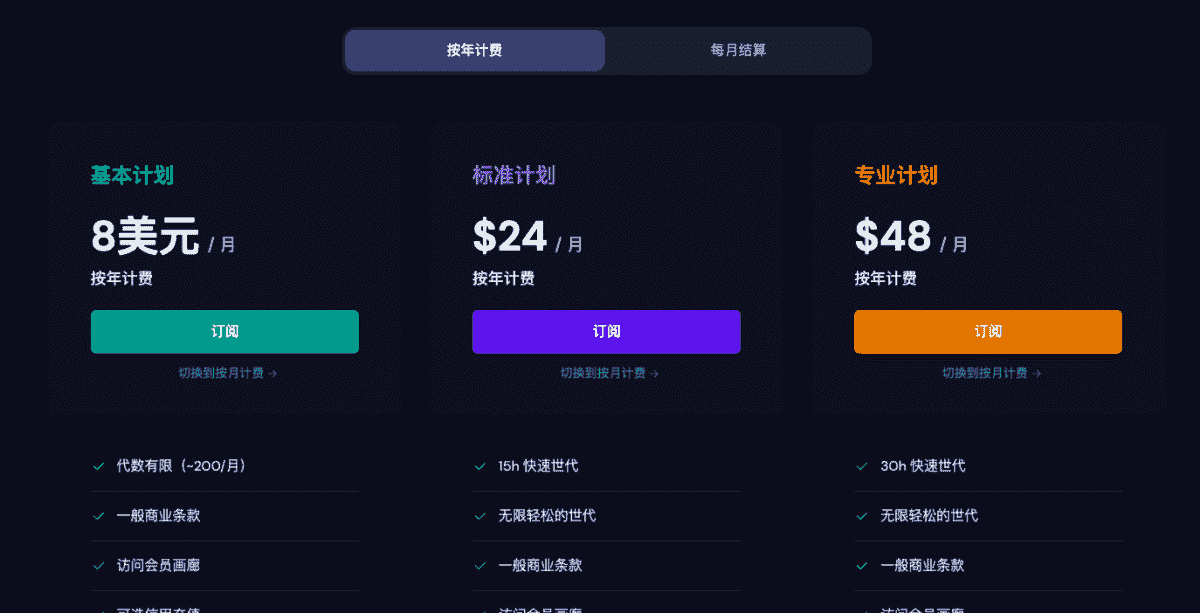 按年计费
每月结算
基本计划
8美元 / 月
按年计费
订阅
切换到按月计费 →
标准计划
$24 / 月
按年计费
订阅
切换到按月计费 →
专业计划
$48 / 月
按年计费
订阅
切换到按月计费 →
代数有限（~200/月）
一般商业条款
访问会员画廊
15h 快速世代
无限轻松的世代
一般商业条款
30h 快速世代
无限轻松的世代
一般商业条款